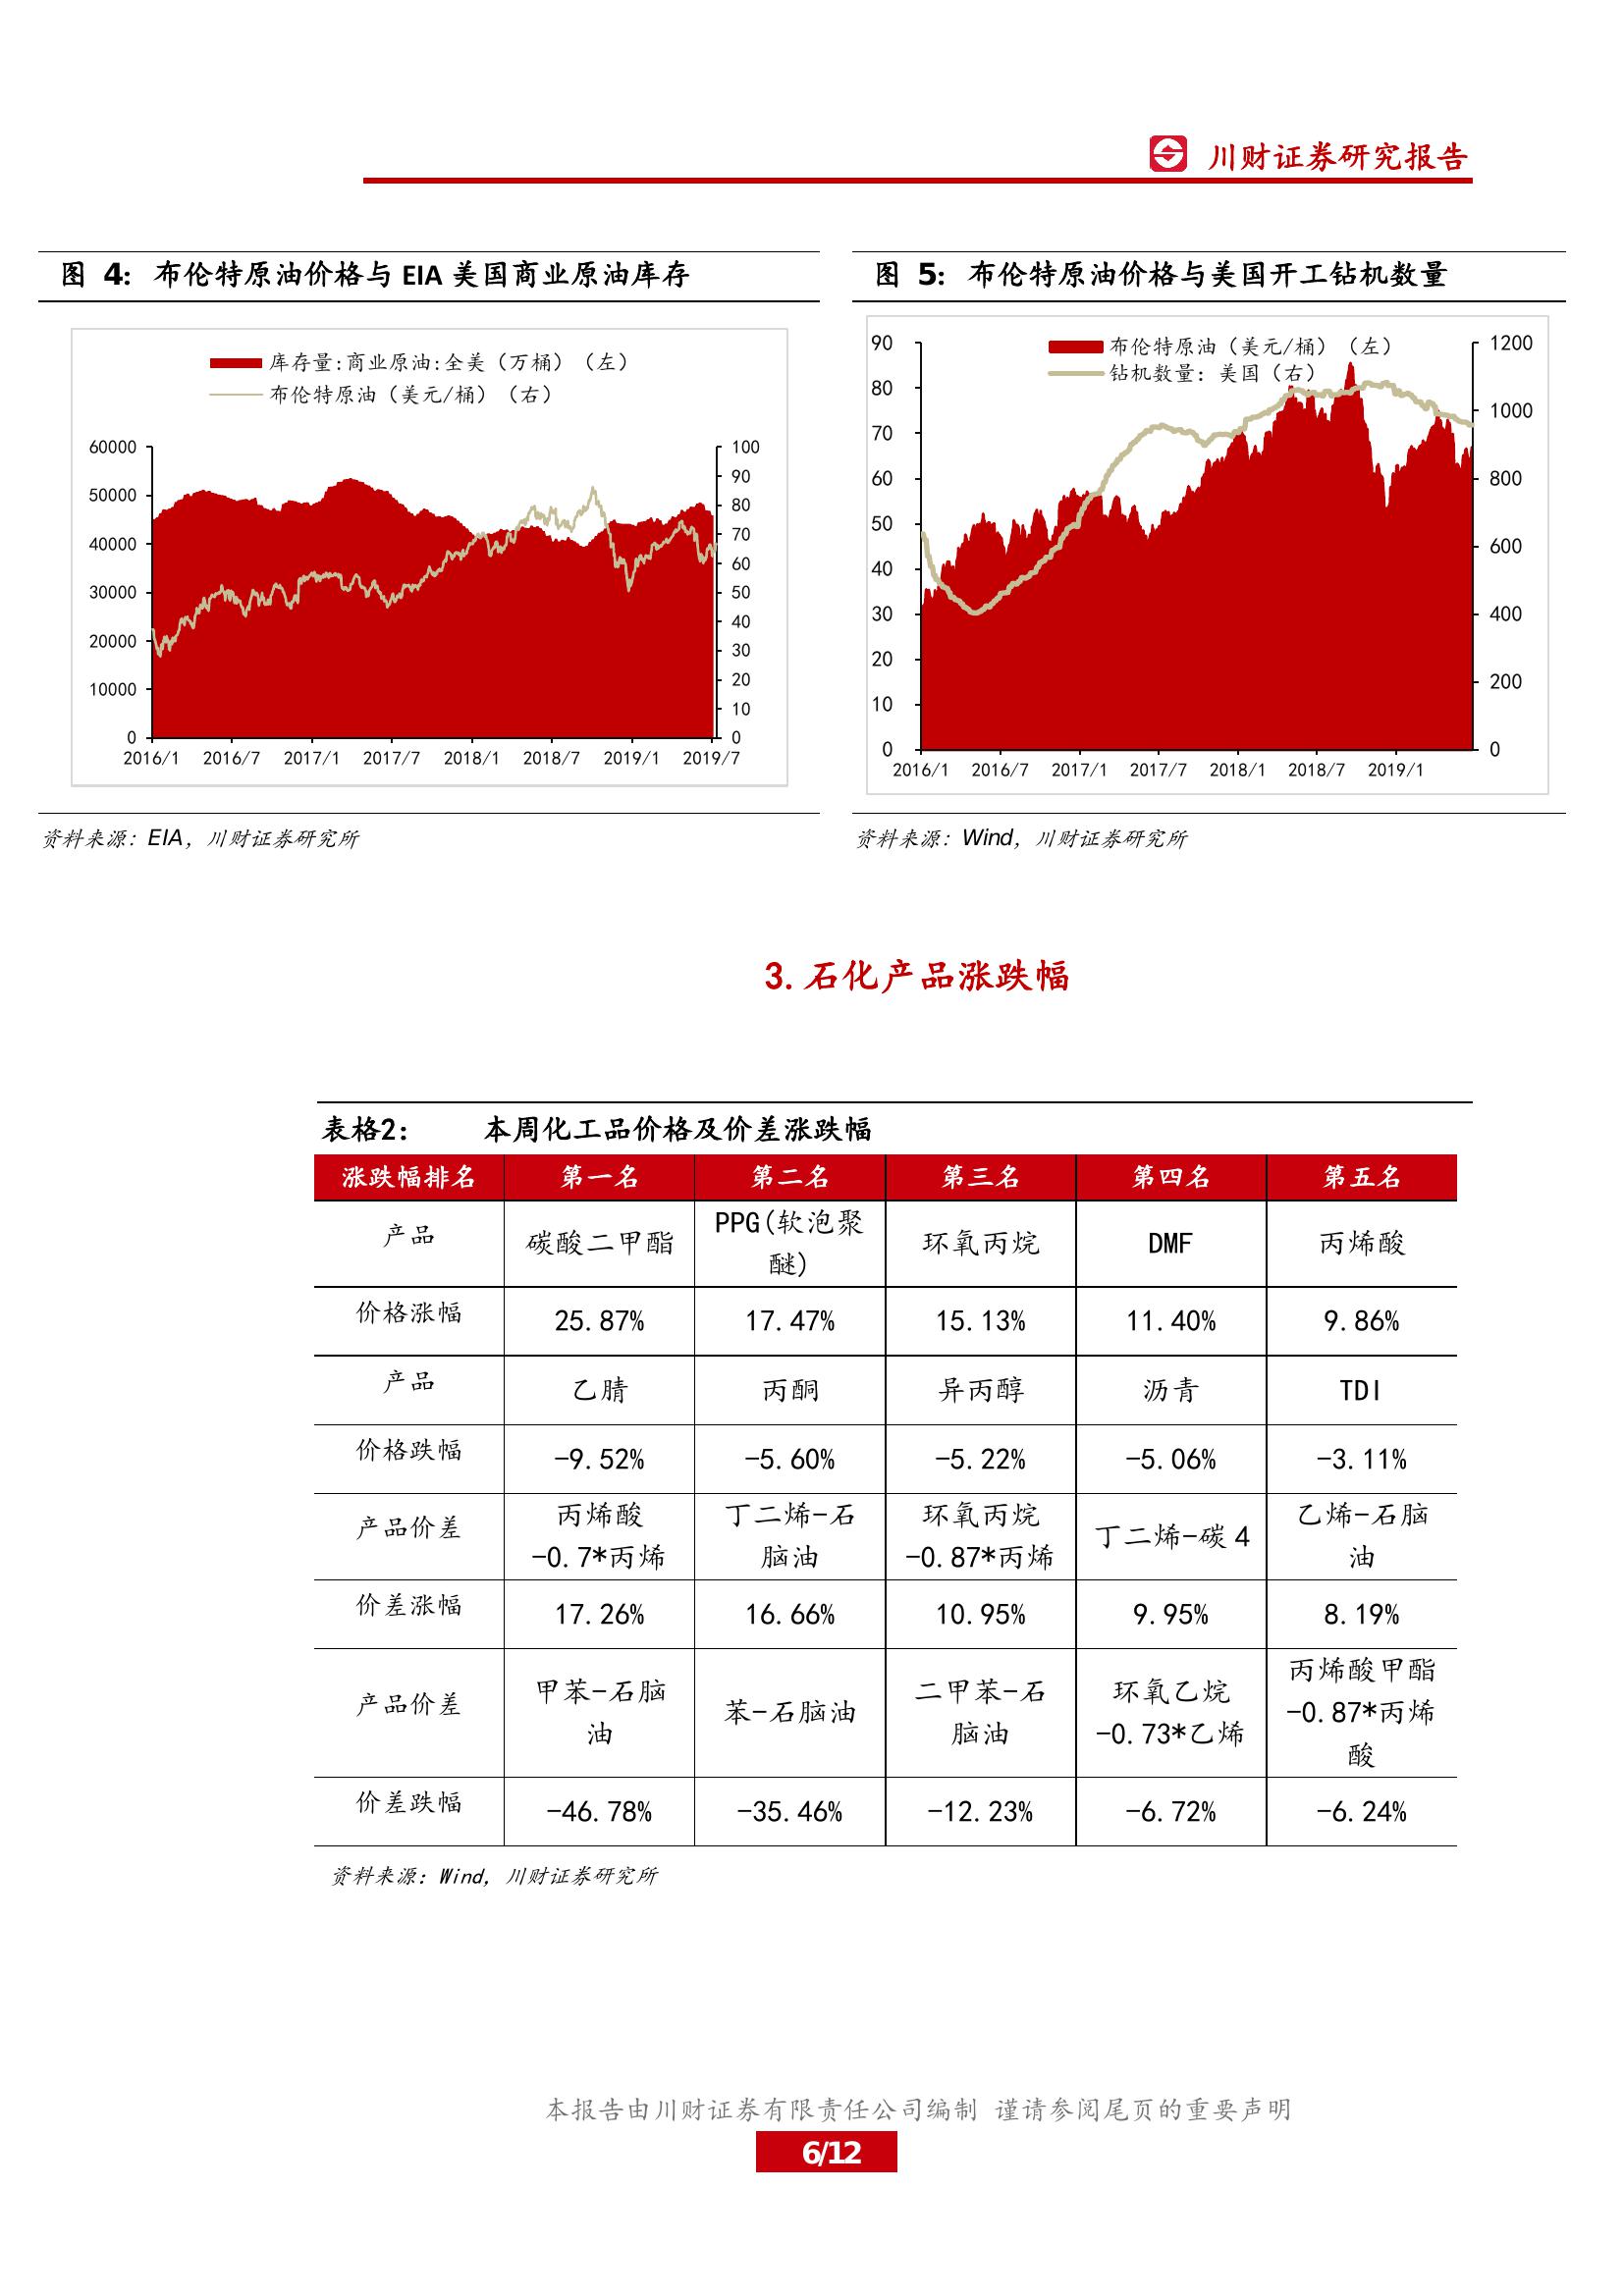 川财证券研究报告
图 4: 布伦特原油价格与 EIA 美国商业原油库存
库存量:商业原油:全美（万桶）（左）
布伦特原油（美元/桶）（右）
60000
50000
40000
30000
20000
10000
0
100
90
80
70
60
50
40
30
20
10
0
2016/1 2016/7 2017/1 2017/7 2018/1 2018/7 2019/1 2019/7
资料来源: EIA, 川财证券研究所
图 5: 布伦特原油价格与美国开工钻机数量
布伦特原油（美元/桶）（左）
钻机数量: 美国（右）
90
80
70
60
50
40
30
20
10
0
1200
1000
800
600
400
200
0
2016/1 2016/7 2017/1 2017/7 2018/1 2018/7 2019/1
资料来源: Wind, 川财证券研究所
3.石化产品涨跌幅
表格2: 本周化工品价格及价差涨跌幅
涨跌幅排名 第一名 第二名 第三名 第四名 第五名
产品 碳酸二甲酯 PPG(软泡聚醚) 环氧丙烷 DMF 丙烯酸
价格涨幅 25.87% 17.47% 15.13% 11.40% 9.86%
产品 乙腈 丙酮 异丙醇 沥青 TDI
价格跌幅 -9.52% -5.60% -5.22% -5.06% -3.11%
产品价差 丙烯酸-0.7*丙烯 丁二烯-石脑油 环氧丙烷-0.87*丙烯 丁二烯-碳 4 乙烯-石脑油
价差涨幅 17.26% 16.66% 10.95% 9.95% 8.19%
产品价差 甲苯-石脑油 苯-石脑油 二甲苯-石脑油 环氧乙烷-0.73*乙烯 丙烯酸甲酯-0.87*丙烯酸
价差跌幅 -46.78% -35.46% -12.23% -6.72% -6.24%
资料来源: Wind, 川财证券研究所
本报告由川财证券有限责任公司编制 谨请参阅尾页的重要声明
6/12